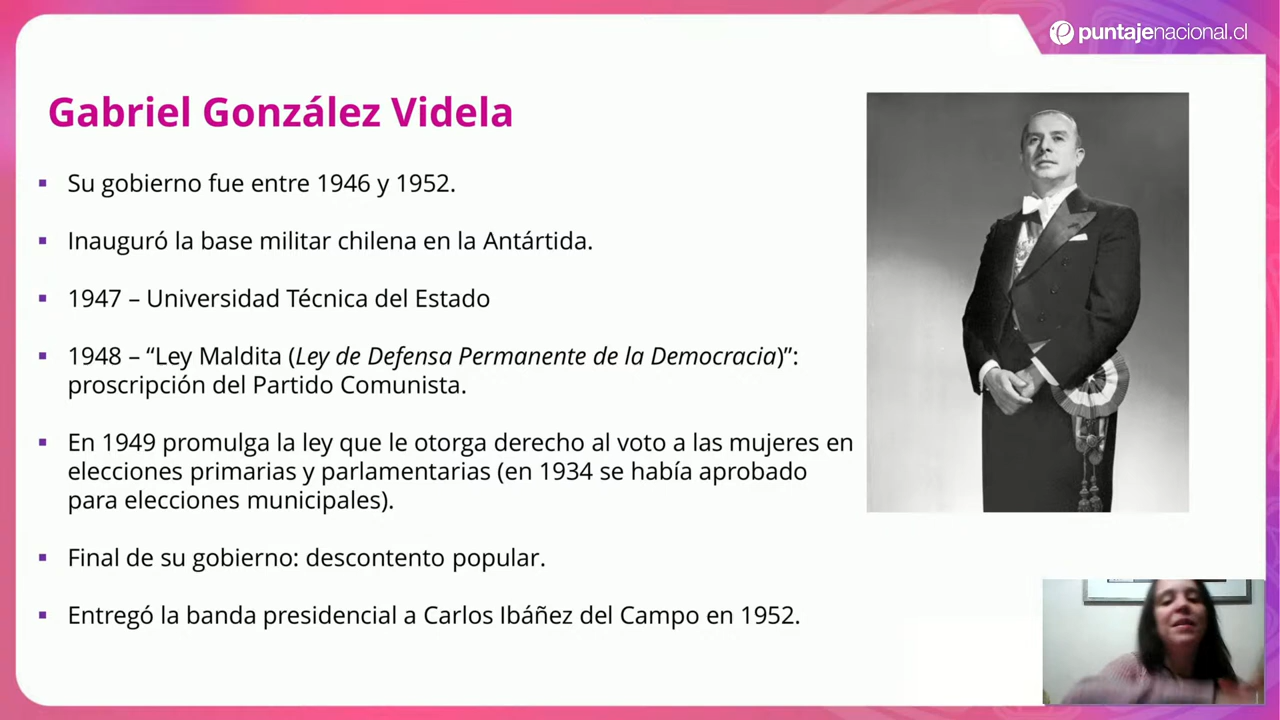 puntajenacional.cl
Gabriel González Videla
▪ Su gobierno fue entre 1946 y 1952.
▪ Inauguró la base militar chilena en la Antártida.
▪ 1947 – Universidad Técnica del Estado
▪ 1948 – “Ley Maldita (Ley de Defensa Permanente de la Democracia)”:
proscripción del Partido Comunista.
▪ En 1949 promulga la ley que le otorga derecho al voto a las mujeres en
elecciones primarias y parlamentarias (en 1934 se había aprobado
para elecciones municipales).
▪ Final de su gobierno: descontento popular.
▪ Entregó la banda presidencial a Carlos Ibáñez del Campo en 1952.